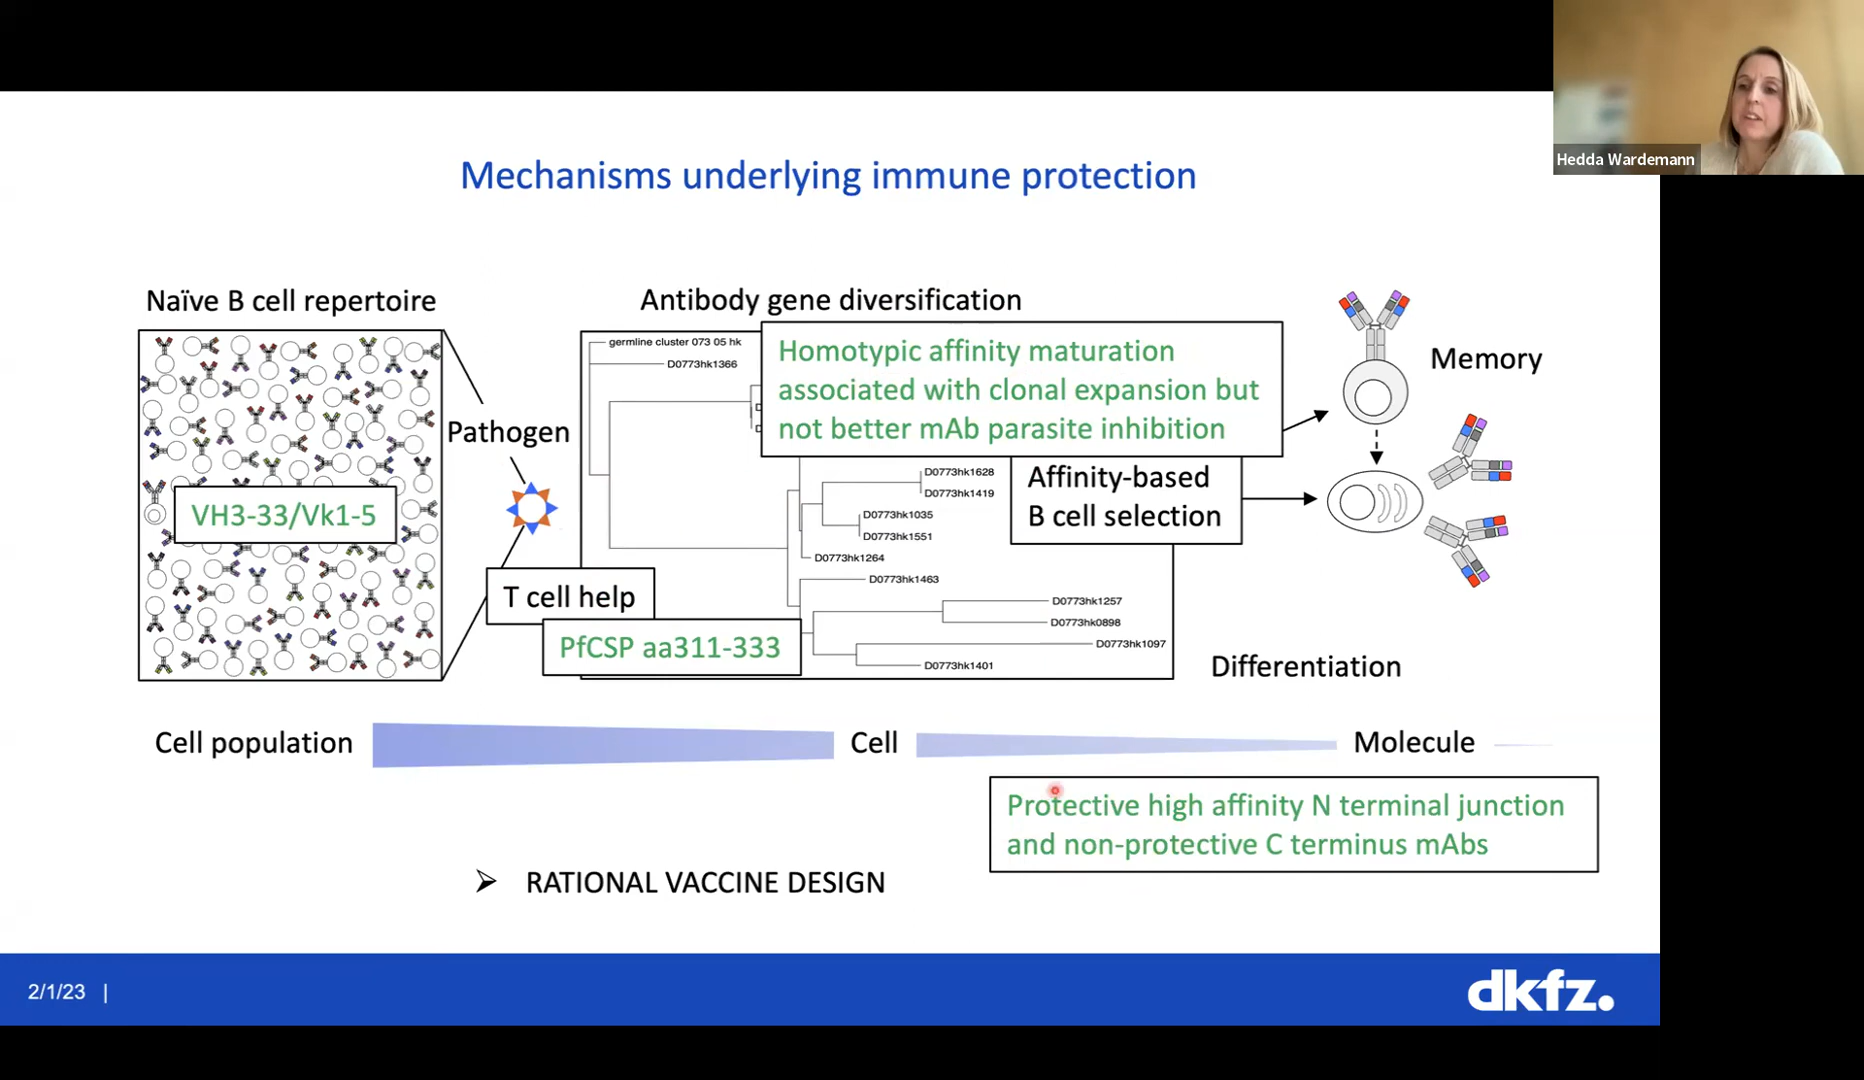 Hedda Wardemann
Mechanisms underlying immune protection
Naïve B cell repertoire
Antibody gene diversification
germline cluster 073 05 hk
D0773hk1366
Homotypic affinity maturation
associated with clonal expansion but
not better mAb parasite inhibition
Memory
Pathogen
VH3-33/Vk1-5
D0773hk1628
D0773hk1419
D0773hk1035
D0773hk1551
D0773hk1264
D0773hk1463
D0773hk1257
D0773hk0898
D0773hk1097
D0773hk1401
Affinity-based
B cell selection
T cell help
PfCSP aa311-333
Differentiation
Cell population
Cell
Molecule
Protective high affinity N terminal junction
and non-protective C terminus mAbs
➢ RATIONAL VACCINE DESIGN
2/1/23 |
dkfz.